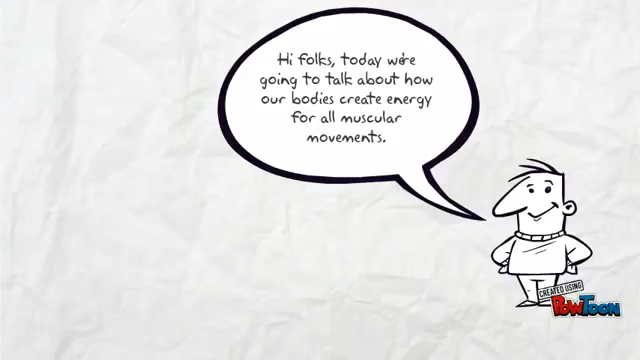 Hi folks, today we're
going to talk about how
our bodies create energy
for all muscular
movements.
CREATED USING
POWTOON